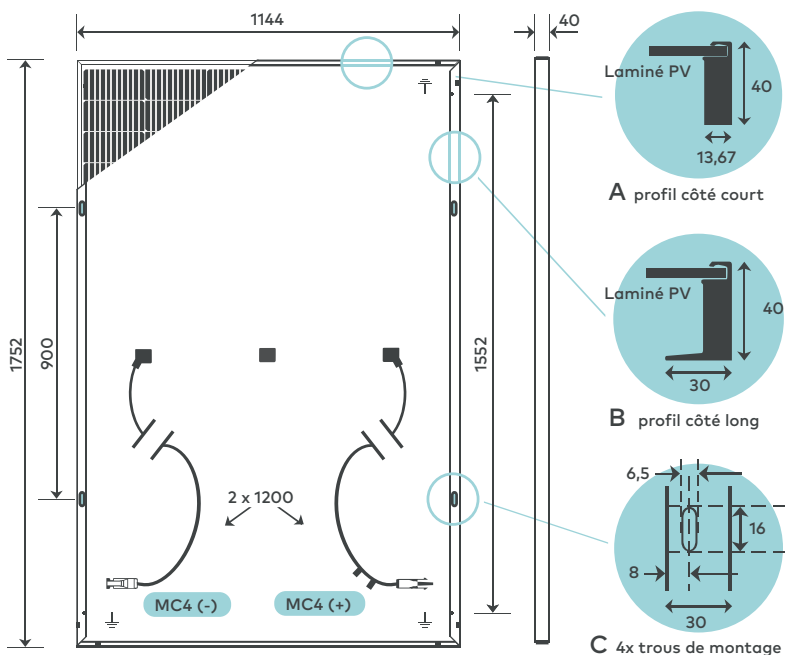 1144
40
Laminé PV
40
13,67
A profil côté court
1752
900
1552
Laminé PV
40
30
B profil côté long
2 x 1200
6,5
16
8
30
MC4 (-)
MC4 (+)
C 4x trous de montage